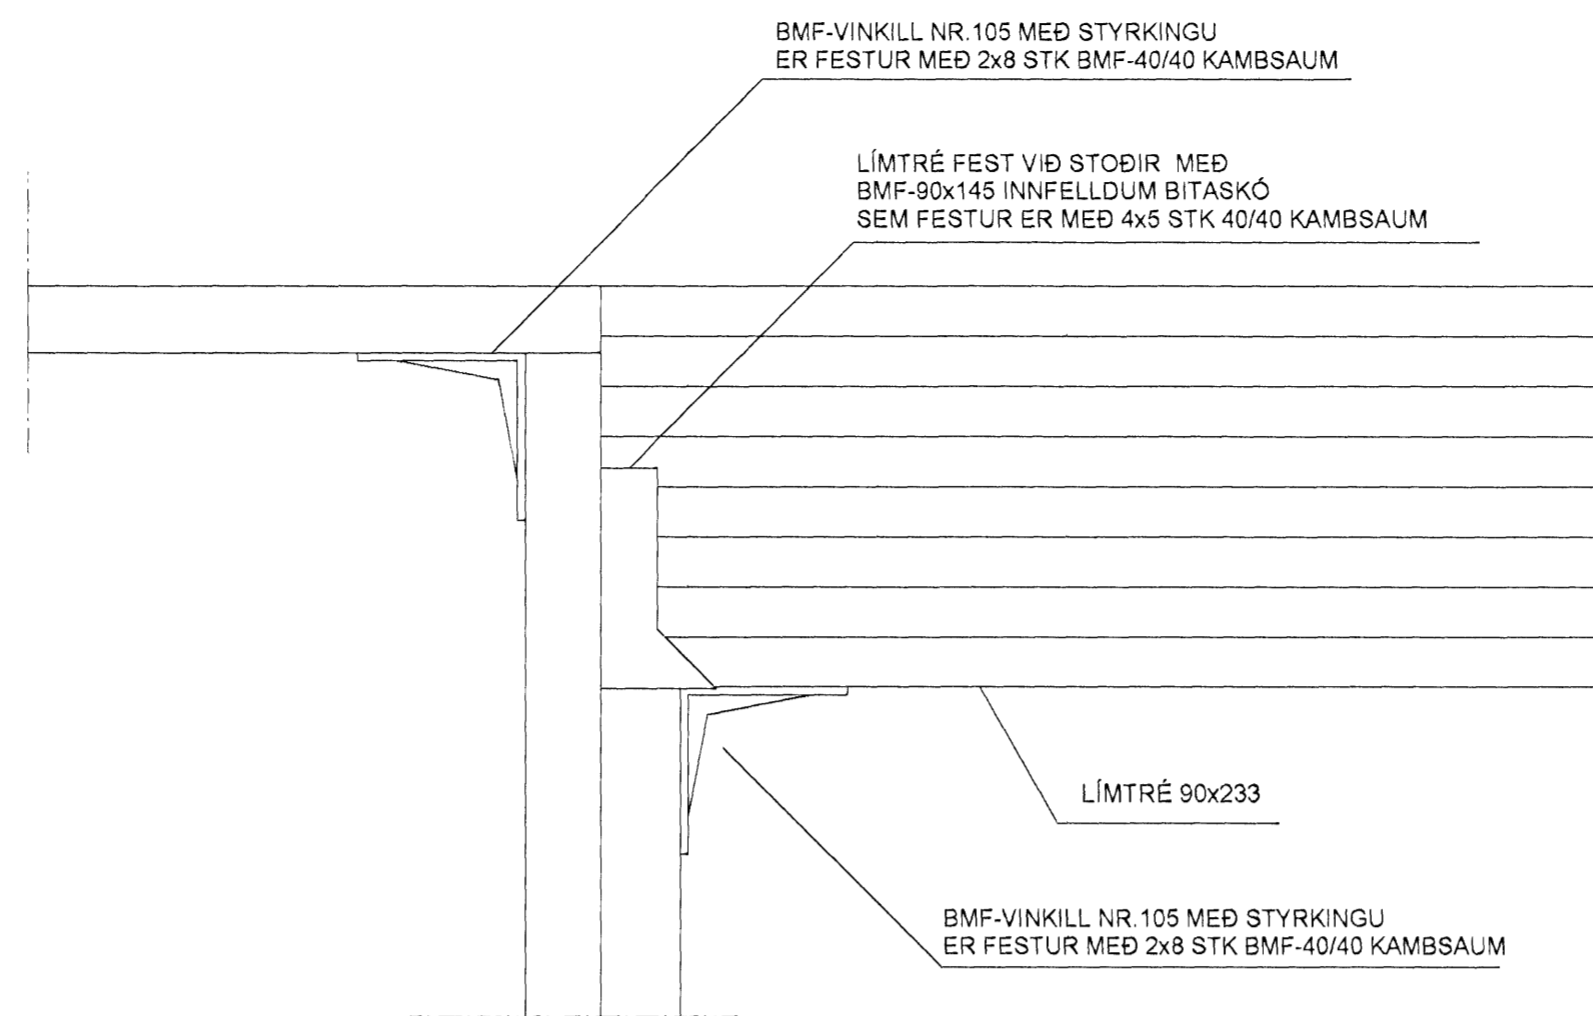 BMF-VINKILL NR.105 MEÐ STYRKINGU
ER FESTUR MEÐ 2x8 STK BMF-40/40 KAMBSAUM
LÍMTRÉ FEST VIÐ STOÐIR MEÐ
BMF-90x145 INNFELLDUM BITASKÓ
SEM FESTUR ER MEÐ 4x5 STK 40/40 KAMBSAUM
LÍMTRÉ 90x233
BMF-VINKILL NR.105 MEÐ STYRKINGU
ER FESTUR MEÐ 2x8 STK BMF-40/40 KAMBSAUM